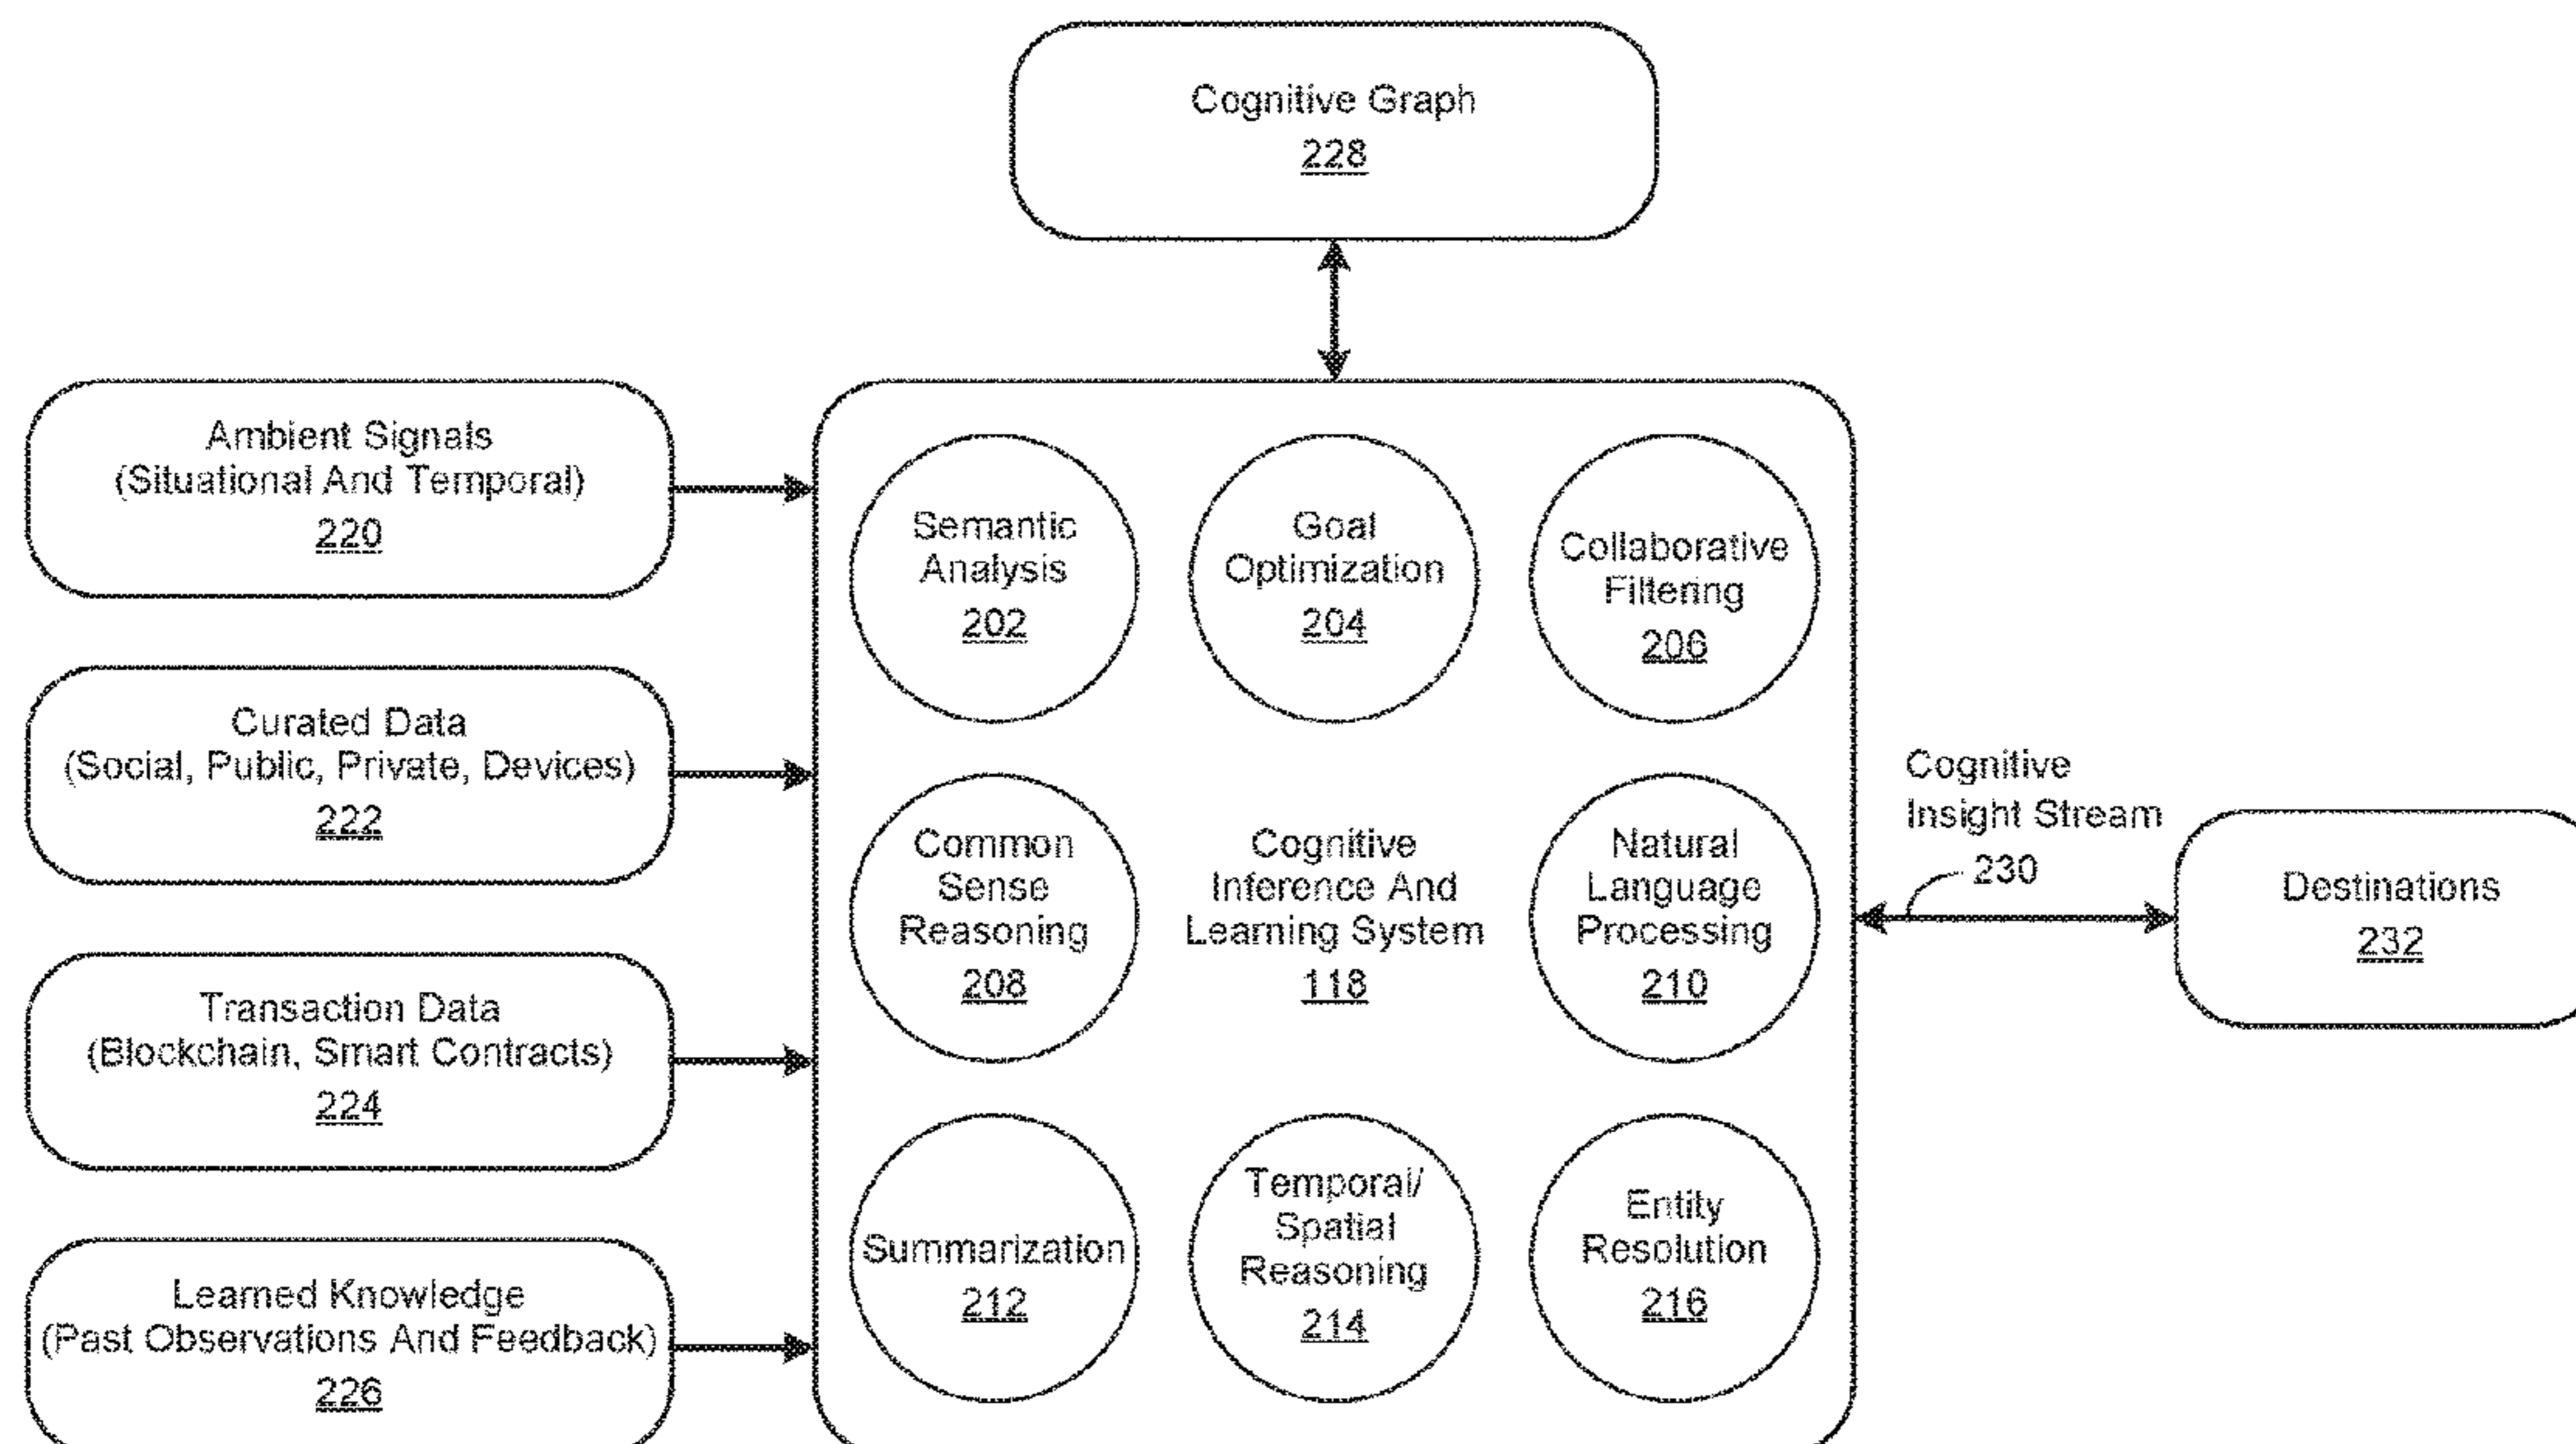 Cognitive Graph
228
Ambient Signals
(Situational And Temporal)
220
Curated Data
(Social, Public, Private, Devices)
222
Transaction Data
(Blockchain, Smart Contracts)
224
Learned Knowledge
(Past Observations And Feedback)
226
Semantic
Analysis
202
Goal
Optimization
204
Collaborative
Filtering
206
Common
Sense
Reasoning
208
Cognitive
Inference And
Learning System
118
Natural
Language
Processing
210
Summarization
212
Temporal/
Spatial
Reasoning
214
Entity
Resolution
216
Cognitive
Insight Stream
230
Destinations
232